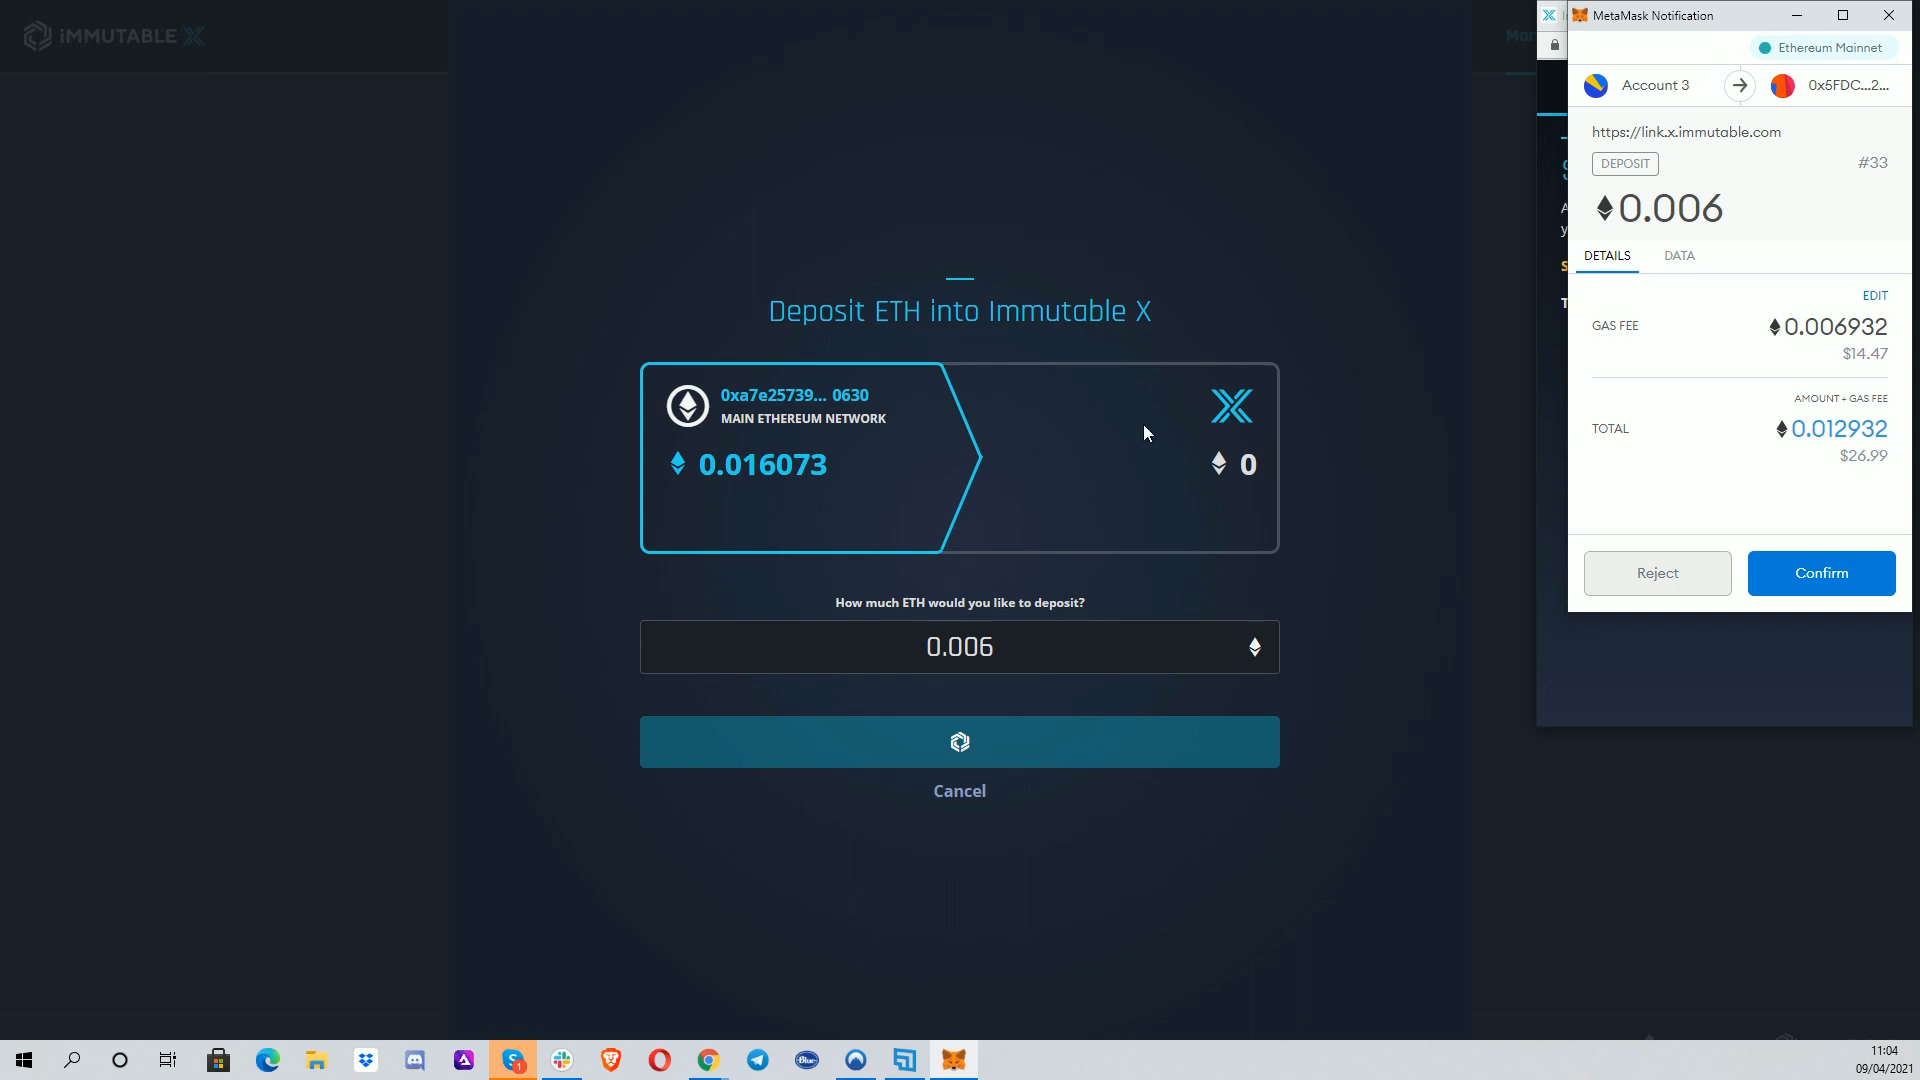 iMMUTABLE X
Mar
Deposit ETH into Immutable X
0xa7e25739... 0630
MAIN ETHEREUM NETWORK
0.016073
0
How much ETH would you like to deposit?
0.006
Cancel
MetaMask Notification
Ethereum Mainnet
Account 3
0x5FDC...2...
https://link.x.immutable.com
DEPOSIT
#33
0.006
DETAILS
DATA
EDIT
GAS FEE
0.006932
$14.47
AMOUNT + GAS FEE
TOTAL
0.012932
$26.99
Reject
Confirm
S
A
y
S
T
Blue
1
11:04
09/04/2021